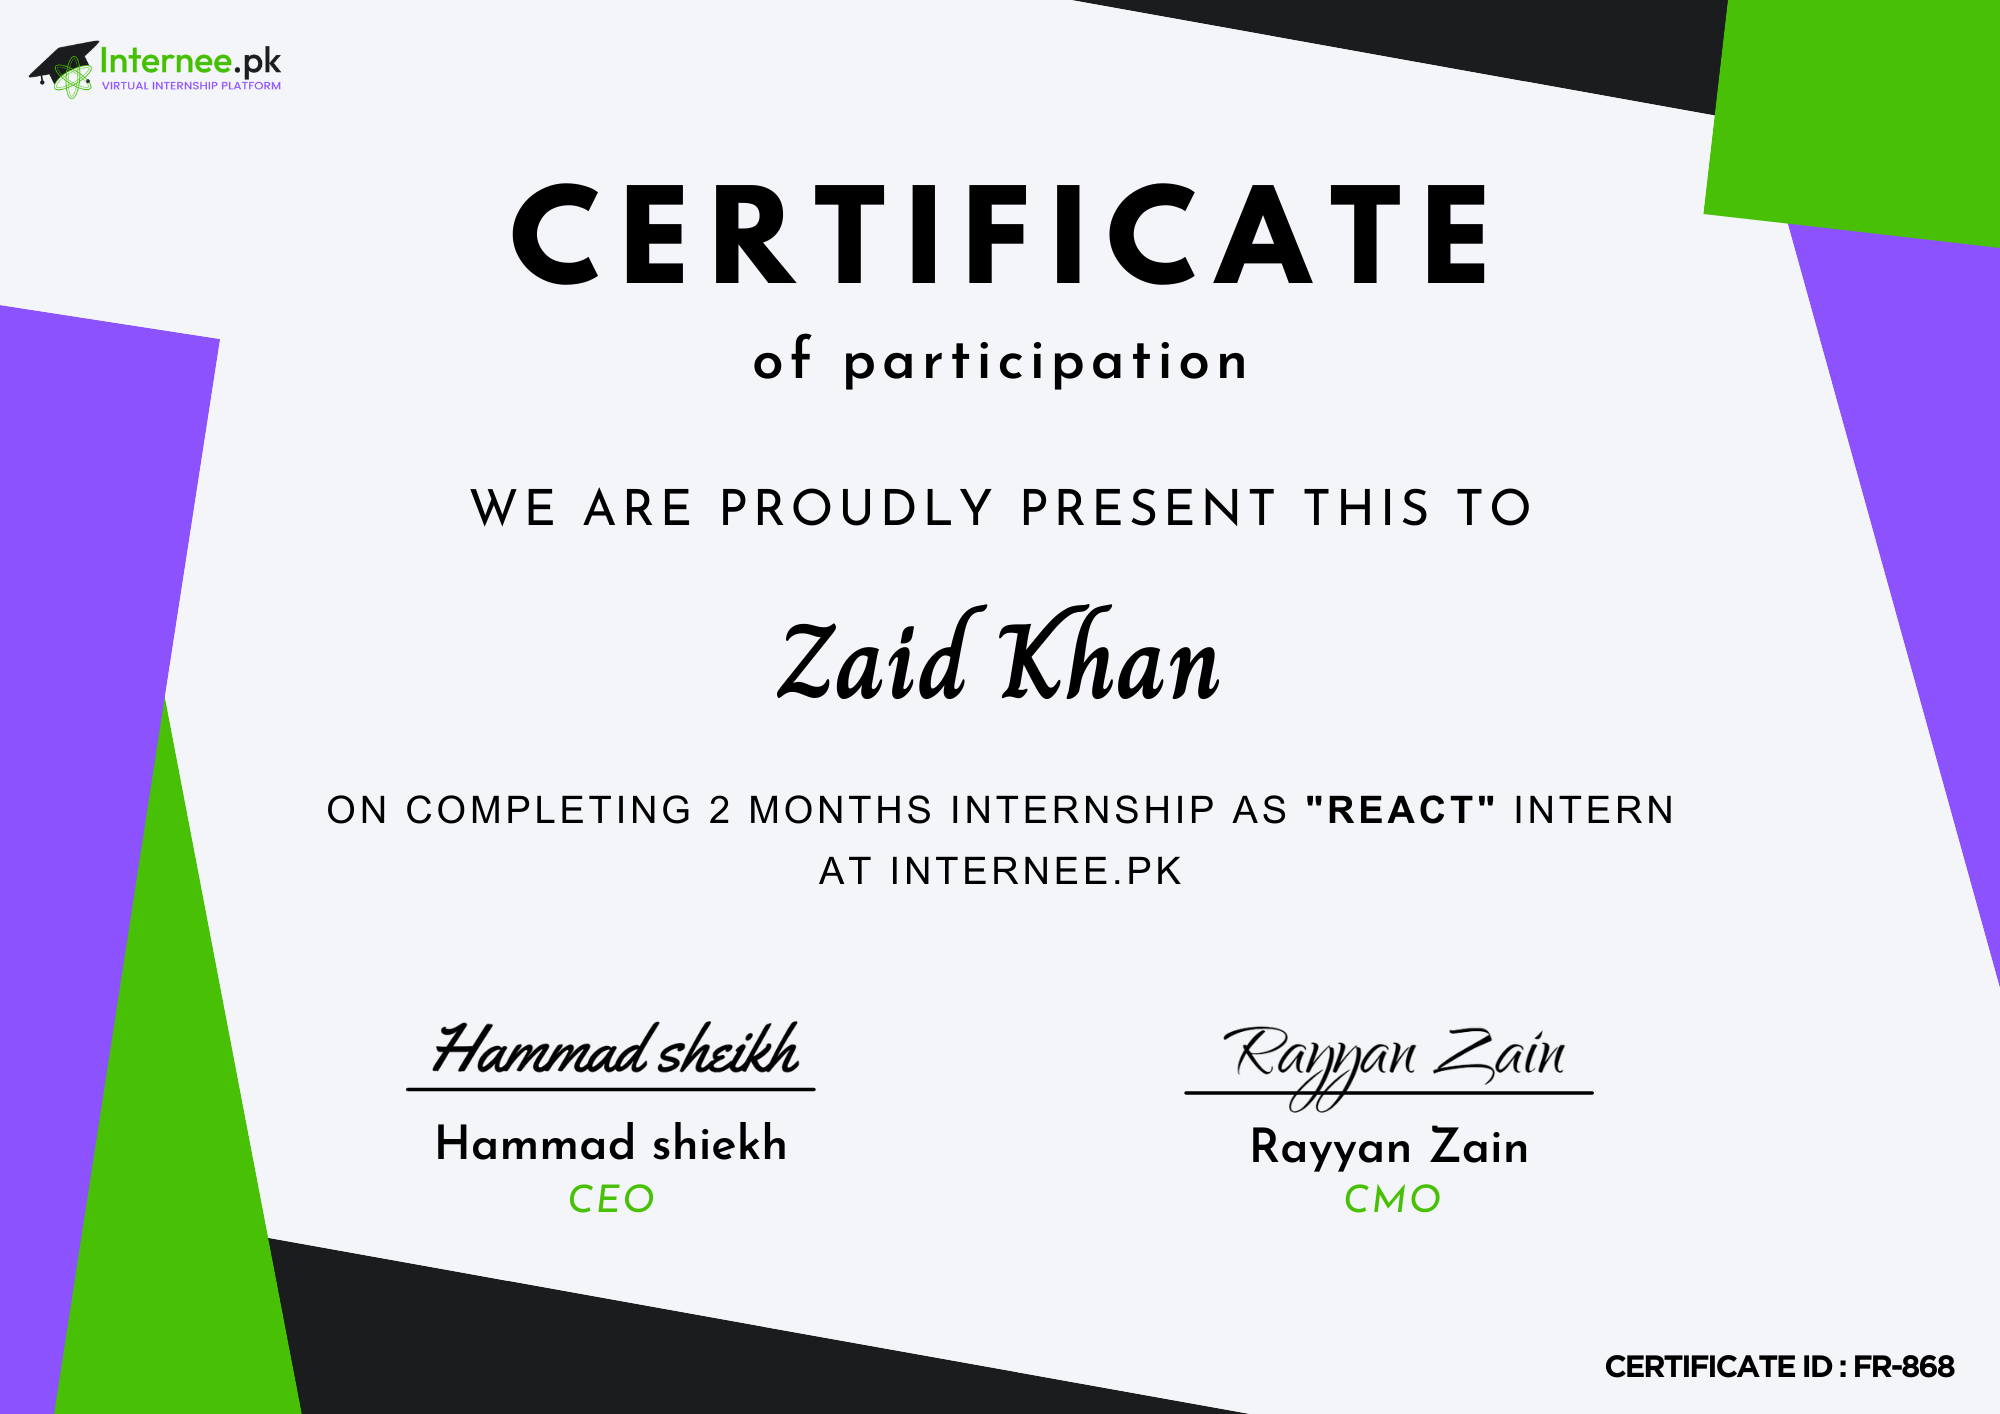 Internee.pk
VIRTUAL INTERNSHIP PLATFORM
CERTIFICATE
of participation
WE ARE PROUDLY PRESENT THIS TO
Zaid Khan
ON COMPLETING 2 MONTHS INTERNSHIP AS "REACT" INTERN
AT INTERNEE.PK
Hammad sheikh
Hammad shiekh
CEO
Rayyan Zain
Rayyan Zain
CMO
CERTIFICATE ID : FR-868